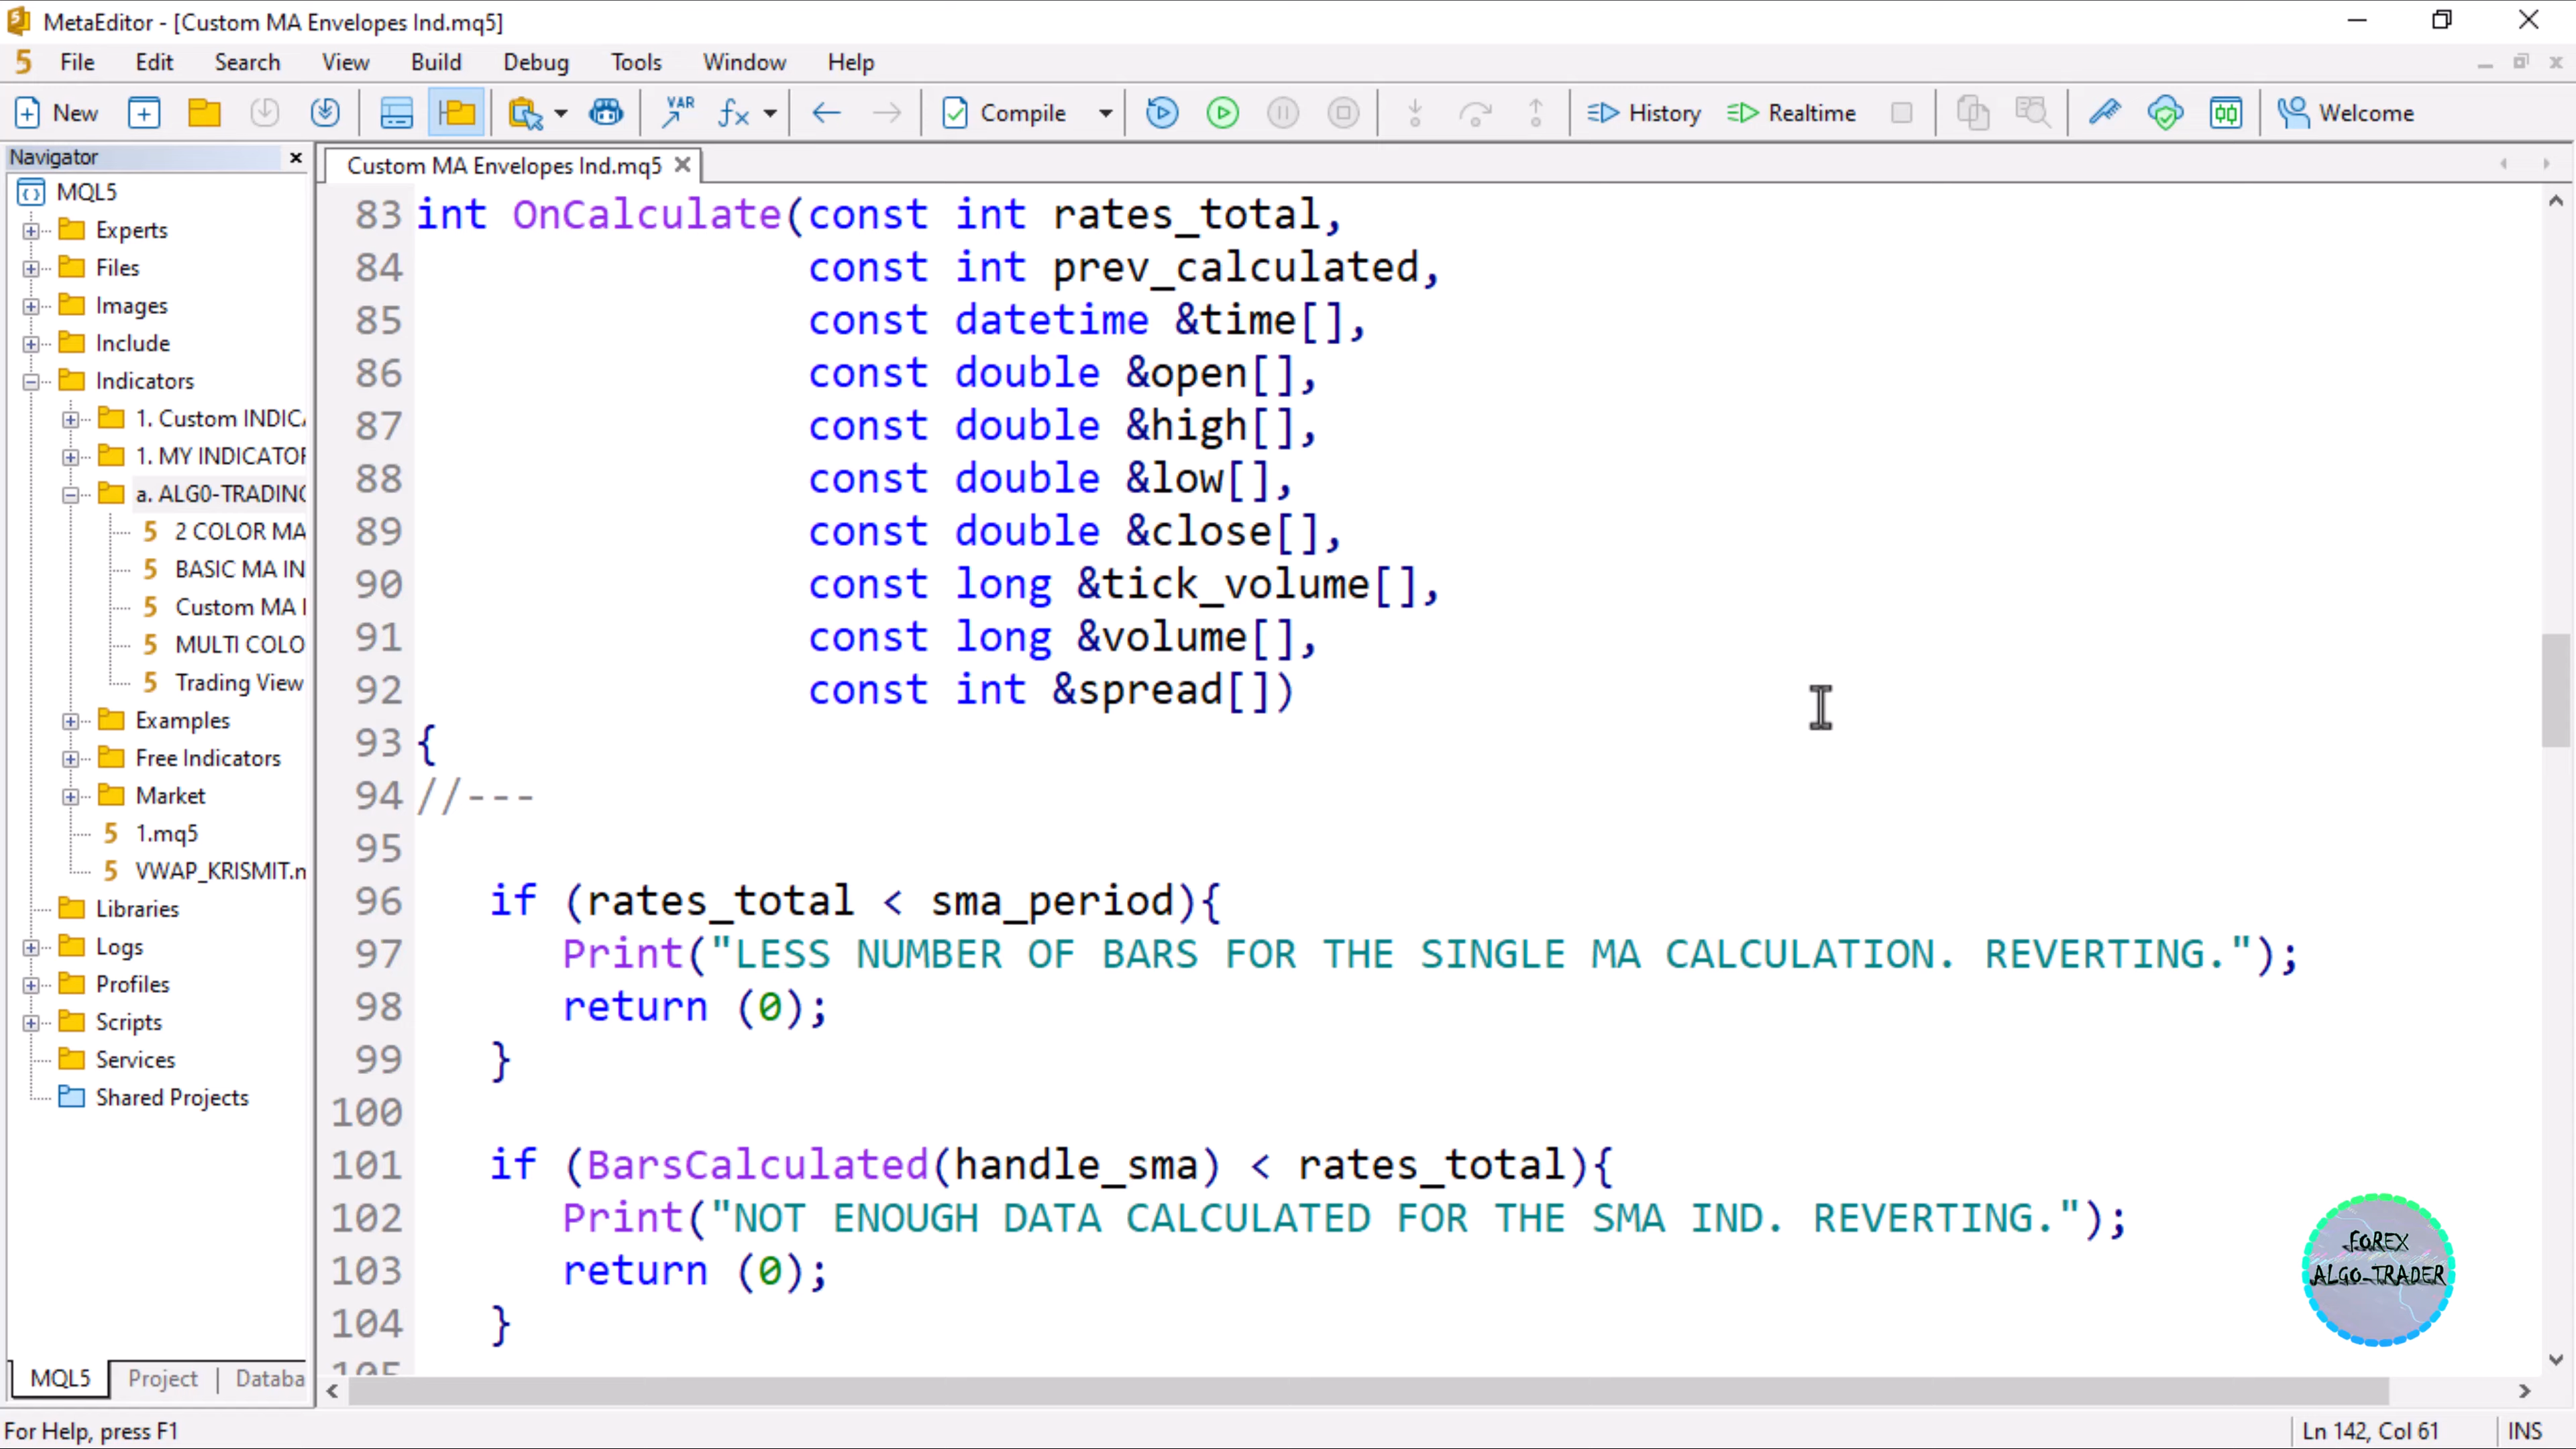 MetaEditor - [Custom MA Envelopes Ind.mq5]
File Edit Search View Build Debug Tools Window Help
New VAR fx Compile History Realtime Welcome
Navigator
MQL5
Experts
Files
Images
Include
Indicators
1. Custom INDICA
1. MY INDICATOR
a. ALG0-TRADING
2 COLOR MA
BASIC MA IN
Custom MA
MULTI COLO
Trading View
Examples
Free Indicators
Market
1.mq5
VWAP_KRISMIT.m
Libraries
Logs
Profiles
Scripts
Services
Shared Projects
MQL5 Project Databa
Custom MA Envelopes Ind.mq5
83 int OnCalculate(const int rates_total,
84 const int prev_calculated,
85 const datetime &time[],
86 const double &open[],
87 const double &high[],
88 const double &low[],
89 const double &close[],
90 const long &tick_volume[],
91 const long &volume[],
92 const int &spread[])
93 {
94 //---
95
96 if (rates_total < sma_period){
97 Print("LESS NUMBER OF BARS FOR THE SINGLE MA CALCULATION. REVERTING.");
98 return (0);
99 }
100
101 if (BarsCalculated(handle_sma) < rates_total){
102 Print("NOT ENOUGH DATA CALCULATED FOR THE SMA IND. REVERTING.");
103 return (0);
104 }
105
FOREX
ALGO-TRADER
For Help, press F1
Ln 142, Col 61 INS